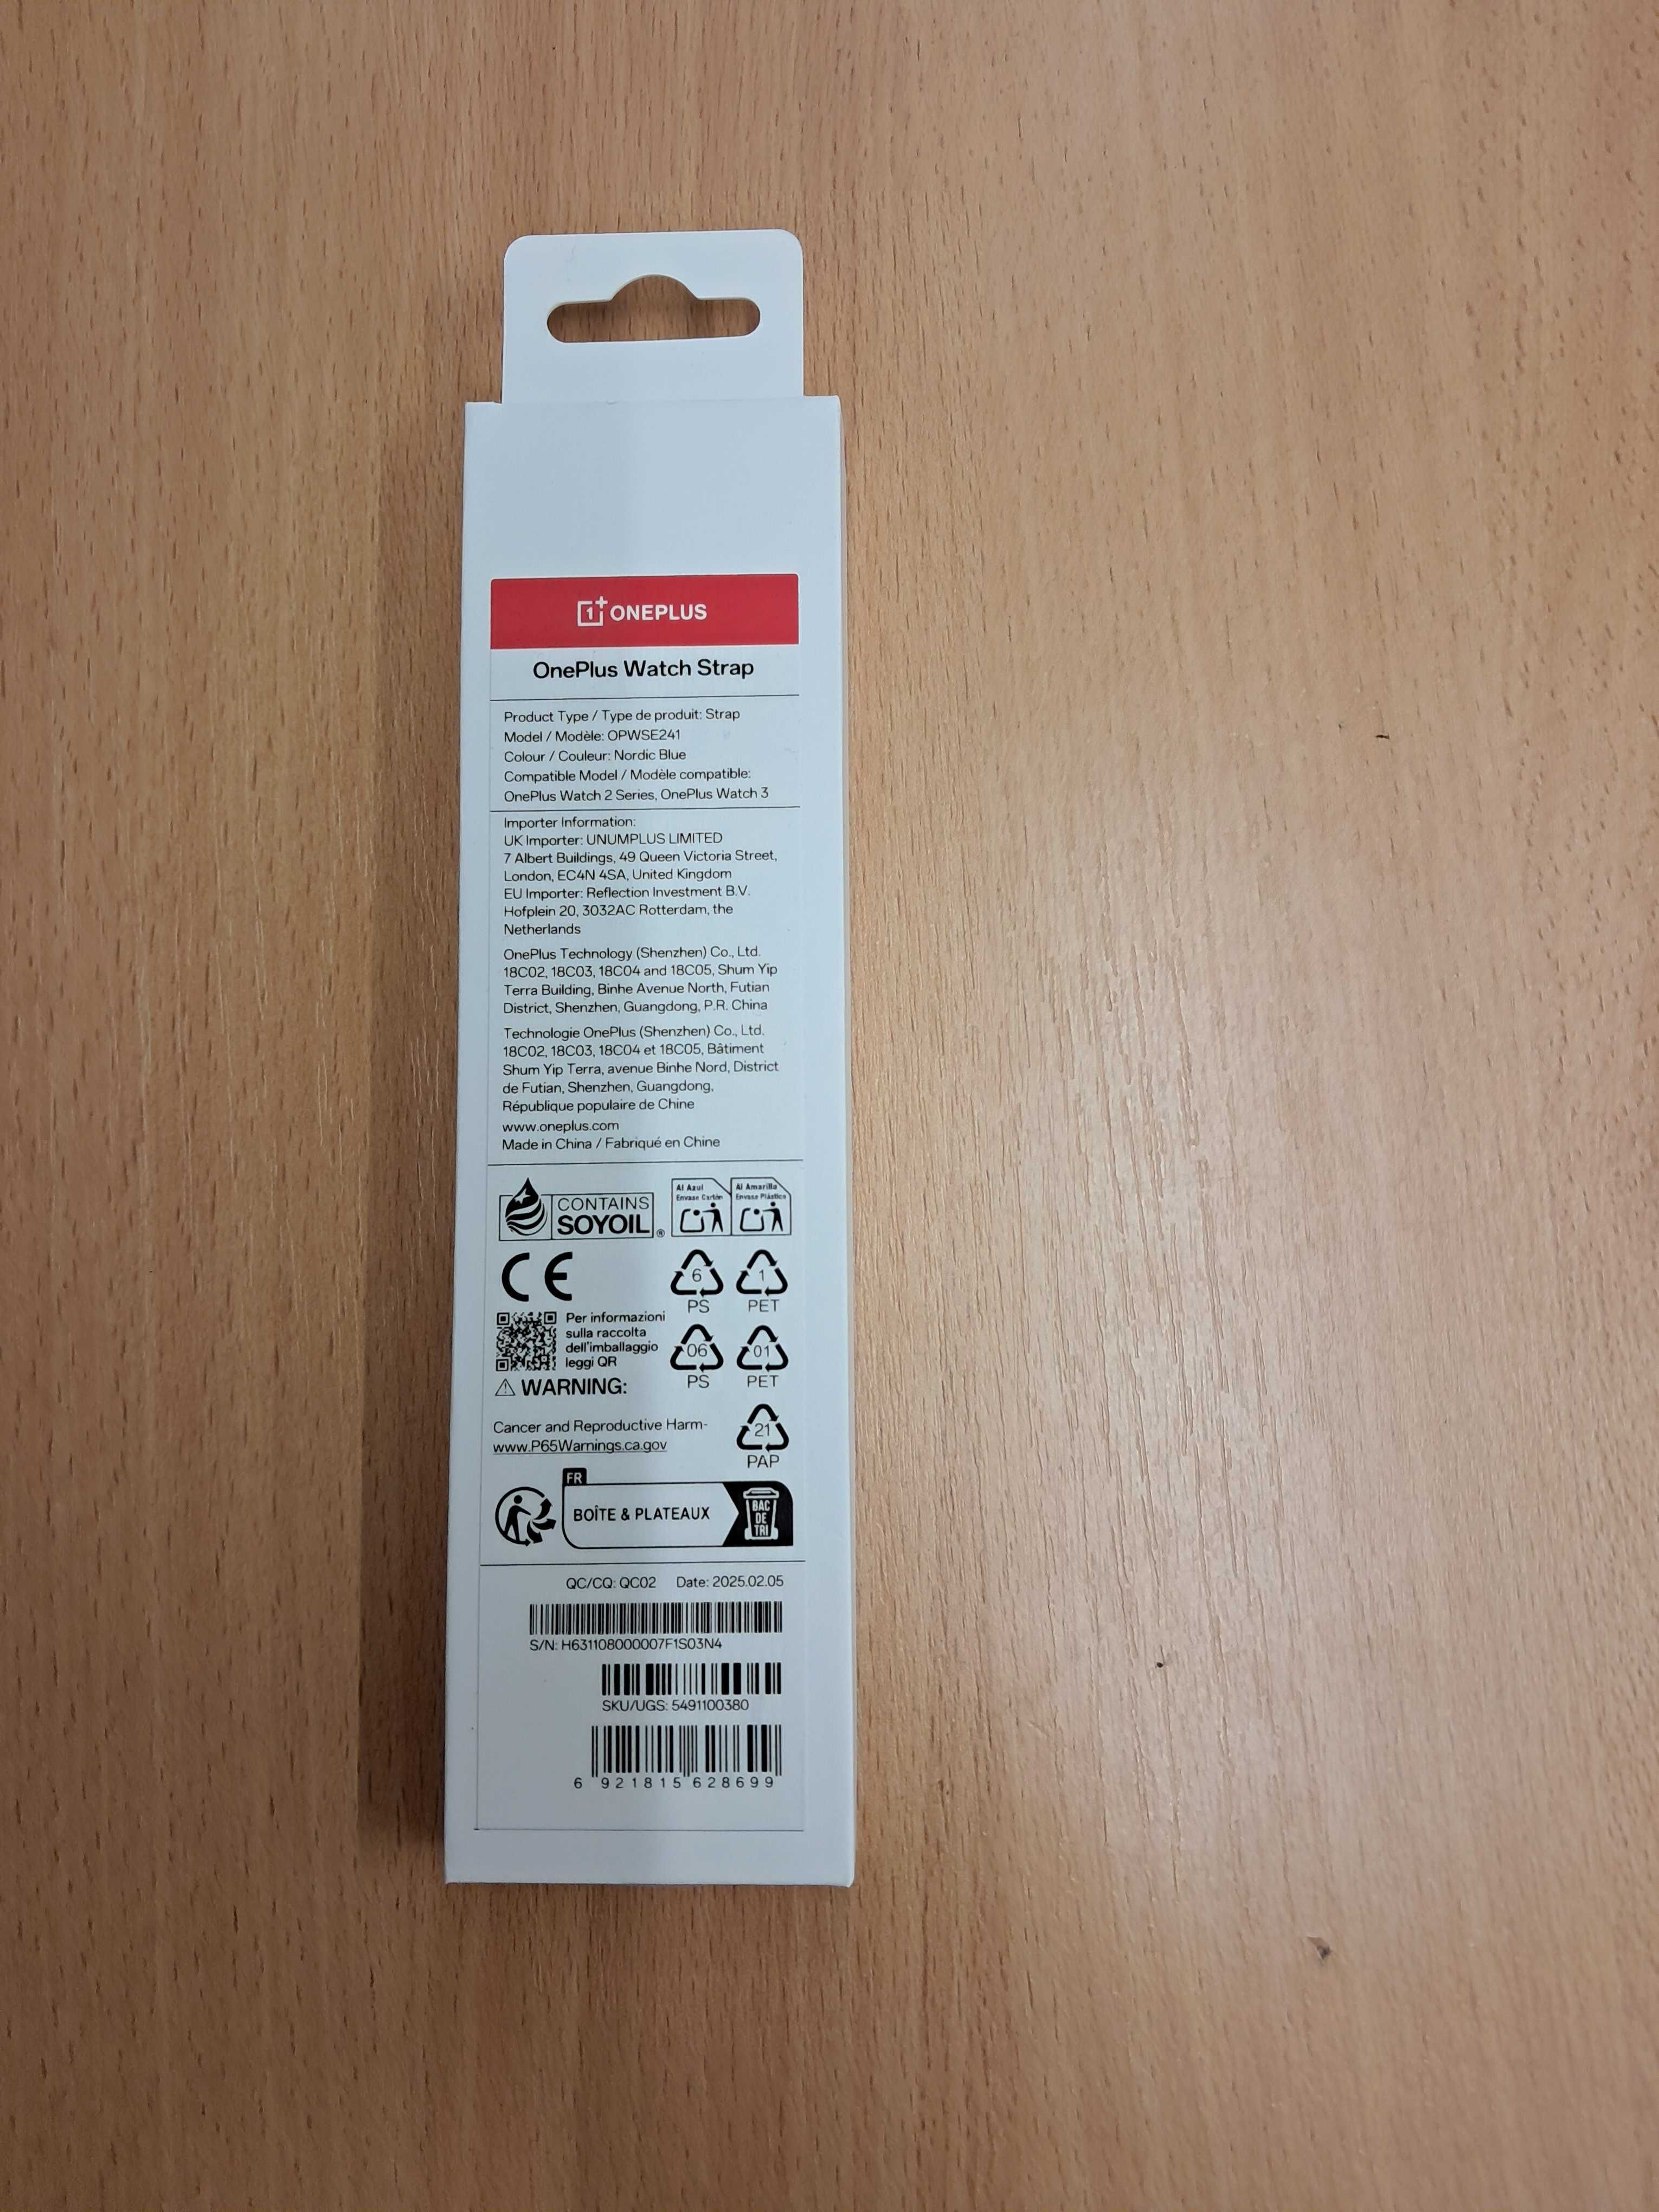 1+ ONEPLUS
OnePlus Watch Strap
Product Type / Type de produit: Strap
Model / Modèle: OPWSE241
Colour / Couleur: Nordic Blue
Compatible Model / Modèle compatible:
OnePlus Watch 2 Series, OnePlus Watch 3
Importer Information:
UK Importer: UNUMPLUS LIMITED
7 Albert Buildings, 49 Queen Victoria Street,
London, EC4N 4SA, United Kingdom
EU Importer: Reflection Investment B.V.
Hofplein 20, 3032AC Rotterdam, the
Netherlands
OnePlus Technology (Shenzhen) Co., Ltd.
18C02, 18C03, 18C04 and 18C05, Shum Yip
Terra Building, Binhe Avenue North, Futian
District, Shenzhen, Guangdong, P.R. China
Technologie OnePlus (Shenzhen) Co., Ltd.
18C02, 18C03, 18C04 et 18C05, Bâtiment
Shum Yip Terra, avenue Binhe Nord, District
de Futian, Shenzhen, Guangdong,
République populaire de Chine
www.oneplus.com
Made in China / Fabriqué en Chine
CONTAINS
SOYOIL®
Al Azul
Envase Cartón
Al Amarillo
Envase Plástico
CE
6
PS
1
PET
Per informazioni
sulla raccolta
dell'imballaggio
leggi QR
06
PS
01
PET
⚠ WARNING:
Cancer and Reproductive Harm-
www.P65Warnings.ca.gov
21
PAP
FR
BOÎTE & PLATEAUX
BAC
DE
TRI
QC/CQ: QC02 Date: 2025.02.05
S/N: H631108000007F1S03N4
SKU/UGS: 5491100380
6 921815 628699